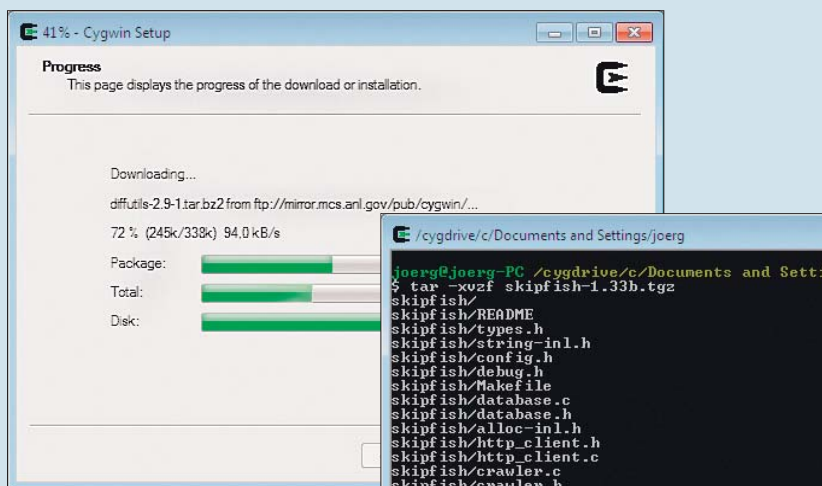 41% - Cygwin Setup
Progress
This page displays the progress of the download or installation.
Downloading...
diffutils-2.9-1.tar.bz2 from ftp://mirror.mcs.anl.gov/pub/cygwin/...
72 % (245k/338k) 94,0 kB/s
Package:
Total:
Disk:
/cygdrive/c/Documents and Settings/joerg
joerg@joerg-PC /cygdrive/c/Documents and Setti
$ tar -xvzf skipfish-1.33b.tgz
skipfish/
skipfish/README
skipfish/types.h
skipfish/string-inl.h
skipfish/config.h
skipfish/debug.h
skipfish/Makefile
skipfish/database.c
skipfish/database.h
skipfish/alloc-inl.h
skipfish/http_client.h
skipfish/http_client.c
skipfish/crawler.c
skipfish/crawler.h